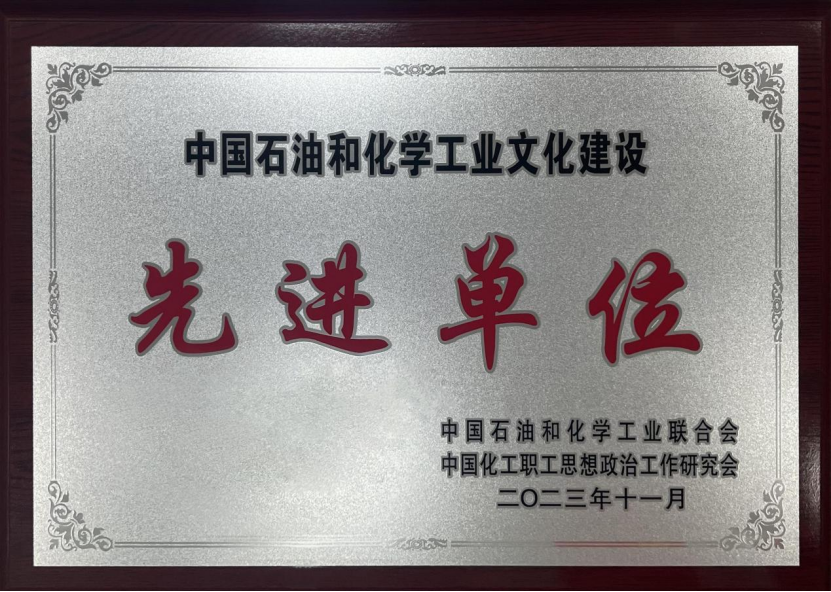 中国石油和化学工业文化建设
先进单位
中国石油和化学工业联合会
中国化工职工思想政治工作研究会
二〇二三年十一月